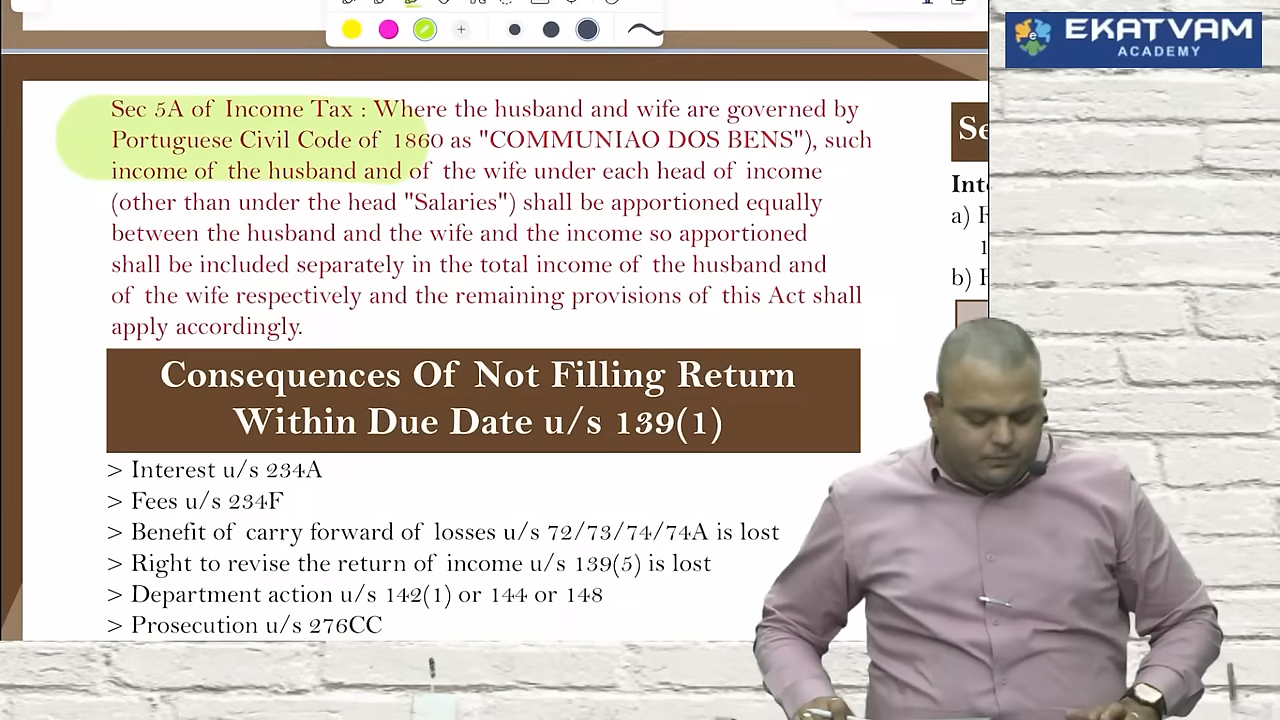 EKATVAM
ACADEMY
Sec 5A of Income Tax : Where the husband and wife are governed by
Portuguese Civil Code of 1860 as "COMMUNIAO DOS BENS"), such
income of the husband and of the wife under each head of income
(other than under the head "Salaries") shall be apportioned equally
between the husband and the wife and the income so apportioned
shall be included separately in the total income of the husband and
of the wife respectively and the remaining provisions of this Act shall
apply accordingly.
Consequences Of Not Filling Return
Within Due Date u/s 139(1)
> Interest u/s 234A
> Fees u/s 234F
> Benefit of carry forward of losses u/s 72/73/74/74A is lost
> Right to revise the return of income u/s 139(5) is lost
> Department action u/s 142(1) or 144 or 148
> Prosecution u/s 276CC
a)
b)